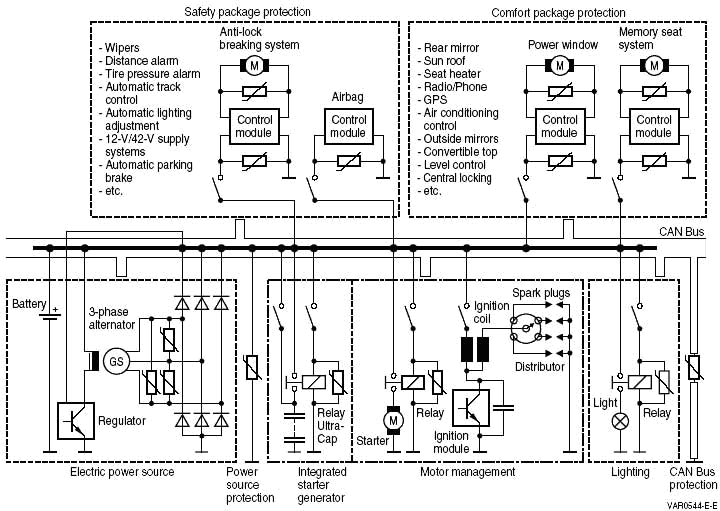 Safety package protection
Comfort package protection
Anti-lock
breaking system
- Wipers
- Distance alarm
- Tire pressure alarm
- Automatic track
control
- Automatic lighting
adjustment
- 12-V/42-V supply
systems
- Automatic parking
brake
- etc.
M
Control
module
Airbag
Control
module
- Rear mirror
- Sun roof
- Seat heater
- Radio/Phone
- GPS
- Air conditioning
control
- Outside mirrors
- Convertible top
- Level control
- Central locking
- etc.
Power window
M
Control
module
Memory seat
system
M
Control
module
CAN Bus
Battery
+
3-phase
alternator
GS
Regulator
Relay
Ultra-
Cap
M
Starter
Relay
Ignition
coil
Spark plugs
Distributor
Ignition
module
Light
Relay
Electric power source
Power
source
protection
Integrated
starter
generator
Motor management
Lighting
CAN Bus
protection
VAR0544-E-E